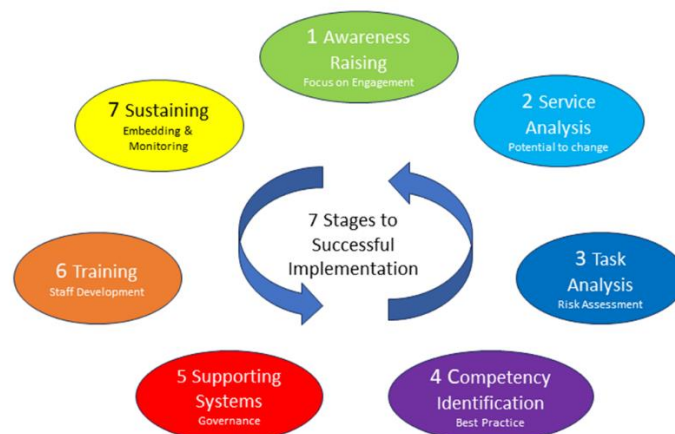 1 Awareness
Raising
Focus on Engagement
2 Service
Analysis
Potential to change
3 Task
Analysis
Risk Assessment
4 Competency
Identification
Best Practice
5 Supporting
Systems
Governance
6 Training
Staff Development
7 Sustaining
Embedding &
Monitoring
7 Stages to
Successful
Implementation